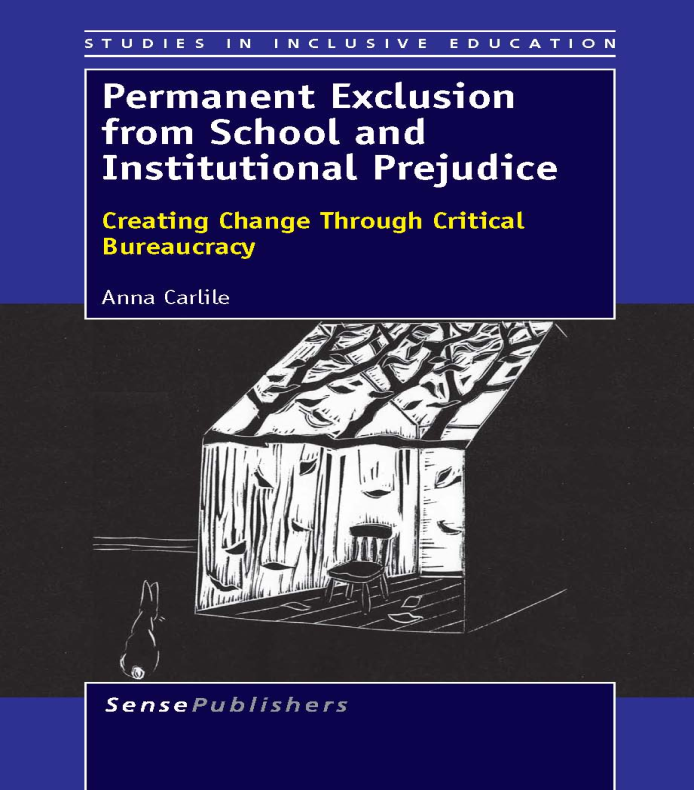 STUDIES IN INCLUSIVE EDUCATION
Permanent Exclusion
from School and
Institutional Prejudice
Creating Change Through Critical
Bureaucracy
Anna Carlile
SensePublishers